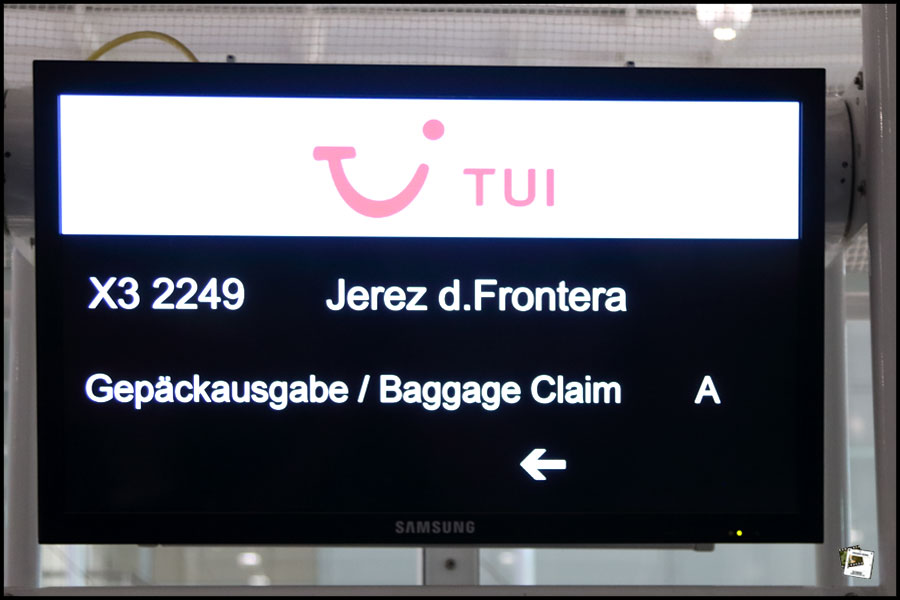 TUI
X3 2249 Jerez d.Frontera
Gepäckausgabe / Baggage Claim A
SAMSUNG